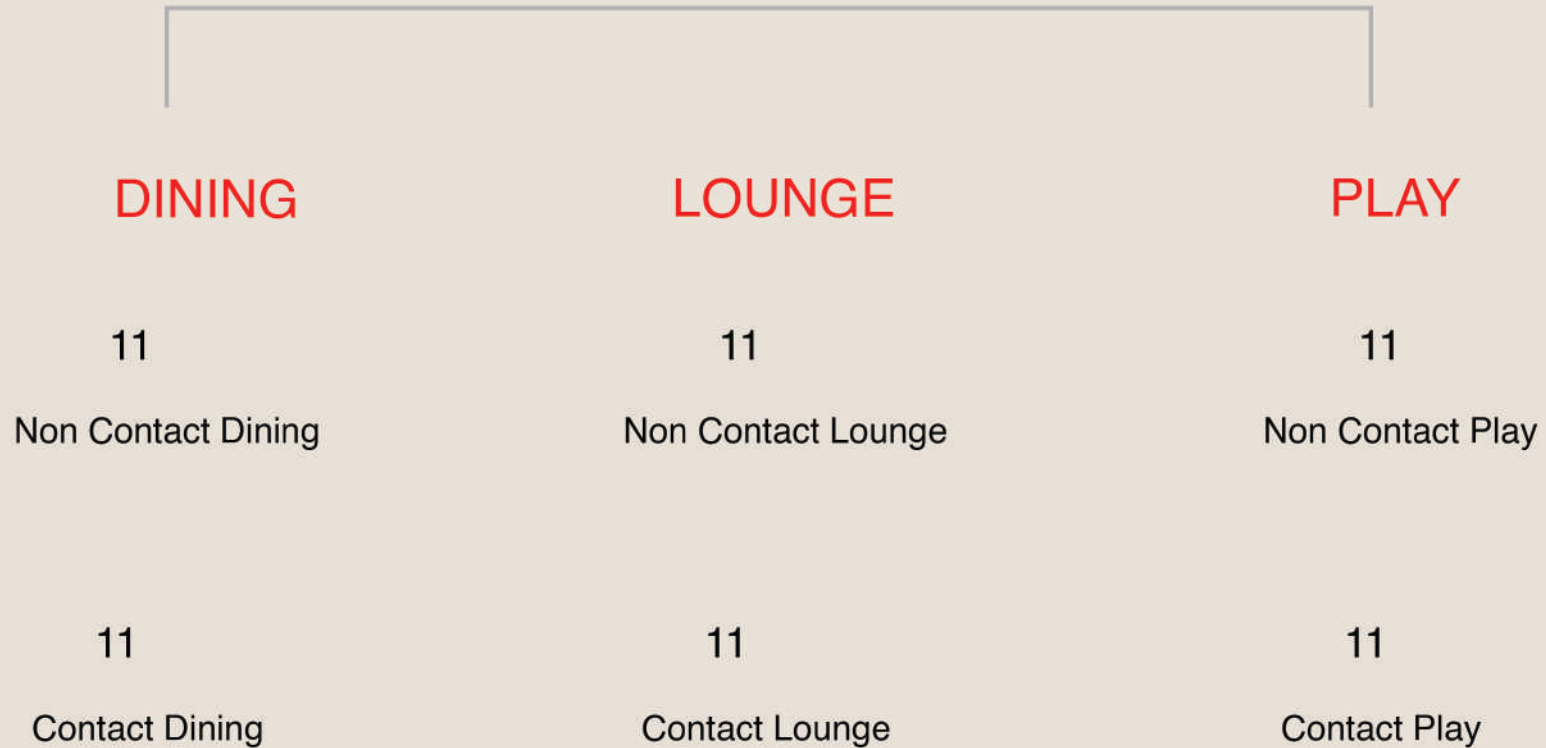 DINING LOUNGE PLAY
11 11 11
Non Contact Dining Non Contact Lounge Non Contact Play
11 11 11
Contact Dining Contact Lounge Contact Play